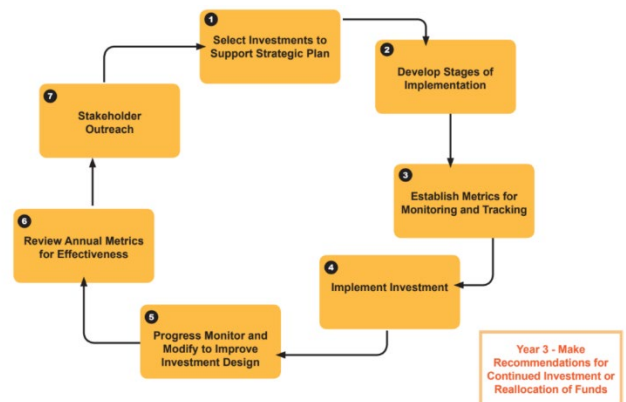 1
Select Investments to
Support Strategic Plan
2
Develop Stages of
Implementation
3
Establish Metrics for
Monitoring and Tracking
4
Implement Investment
5
Progress Monitor and
Modify to Improve
Investment Design
6
Review Annual Metrics
for Effectiveness
7
Stakeholder
Outreach
Year 3 - Make
Recommendations for
Continued Investment or
Reallocation of Funds